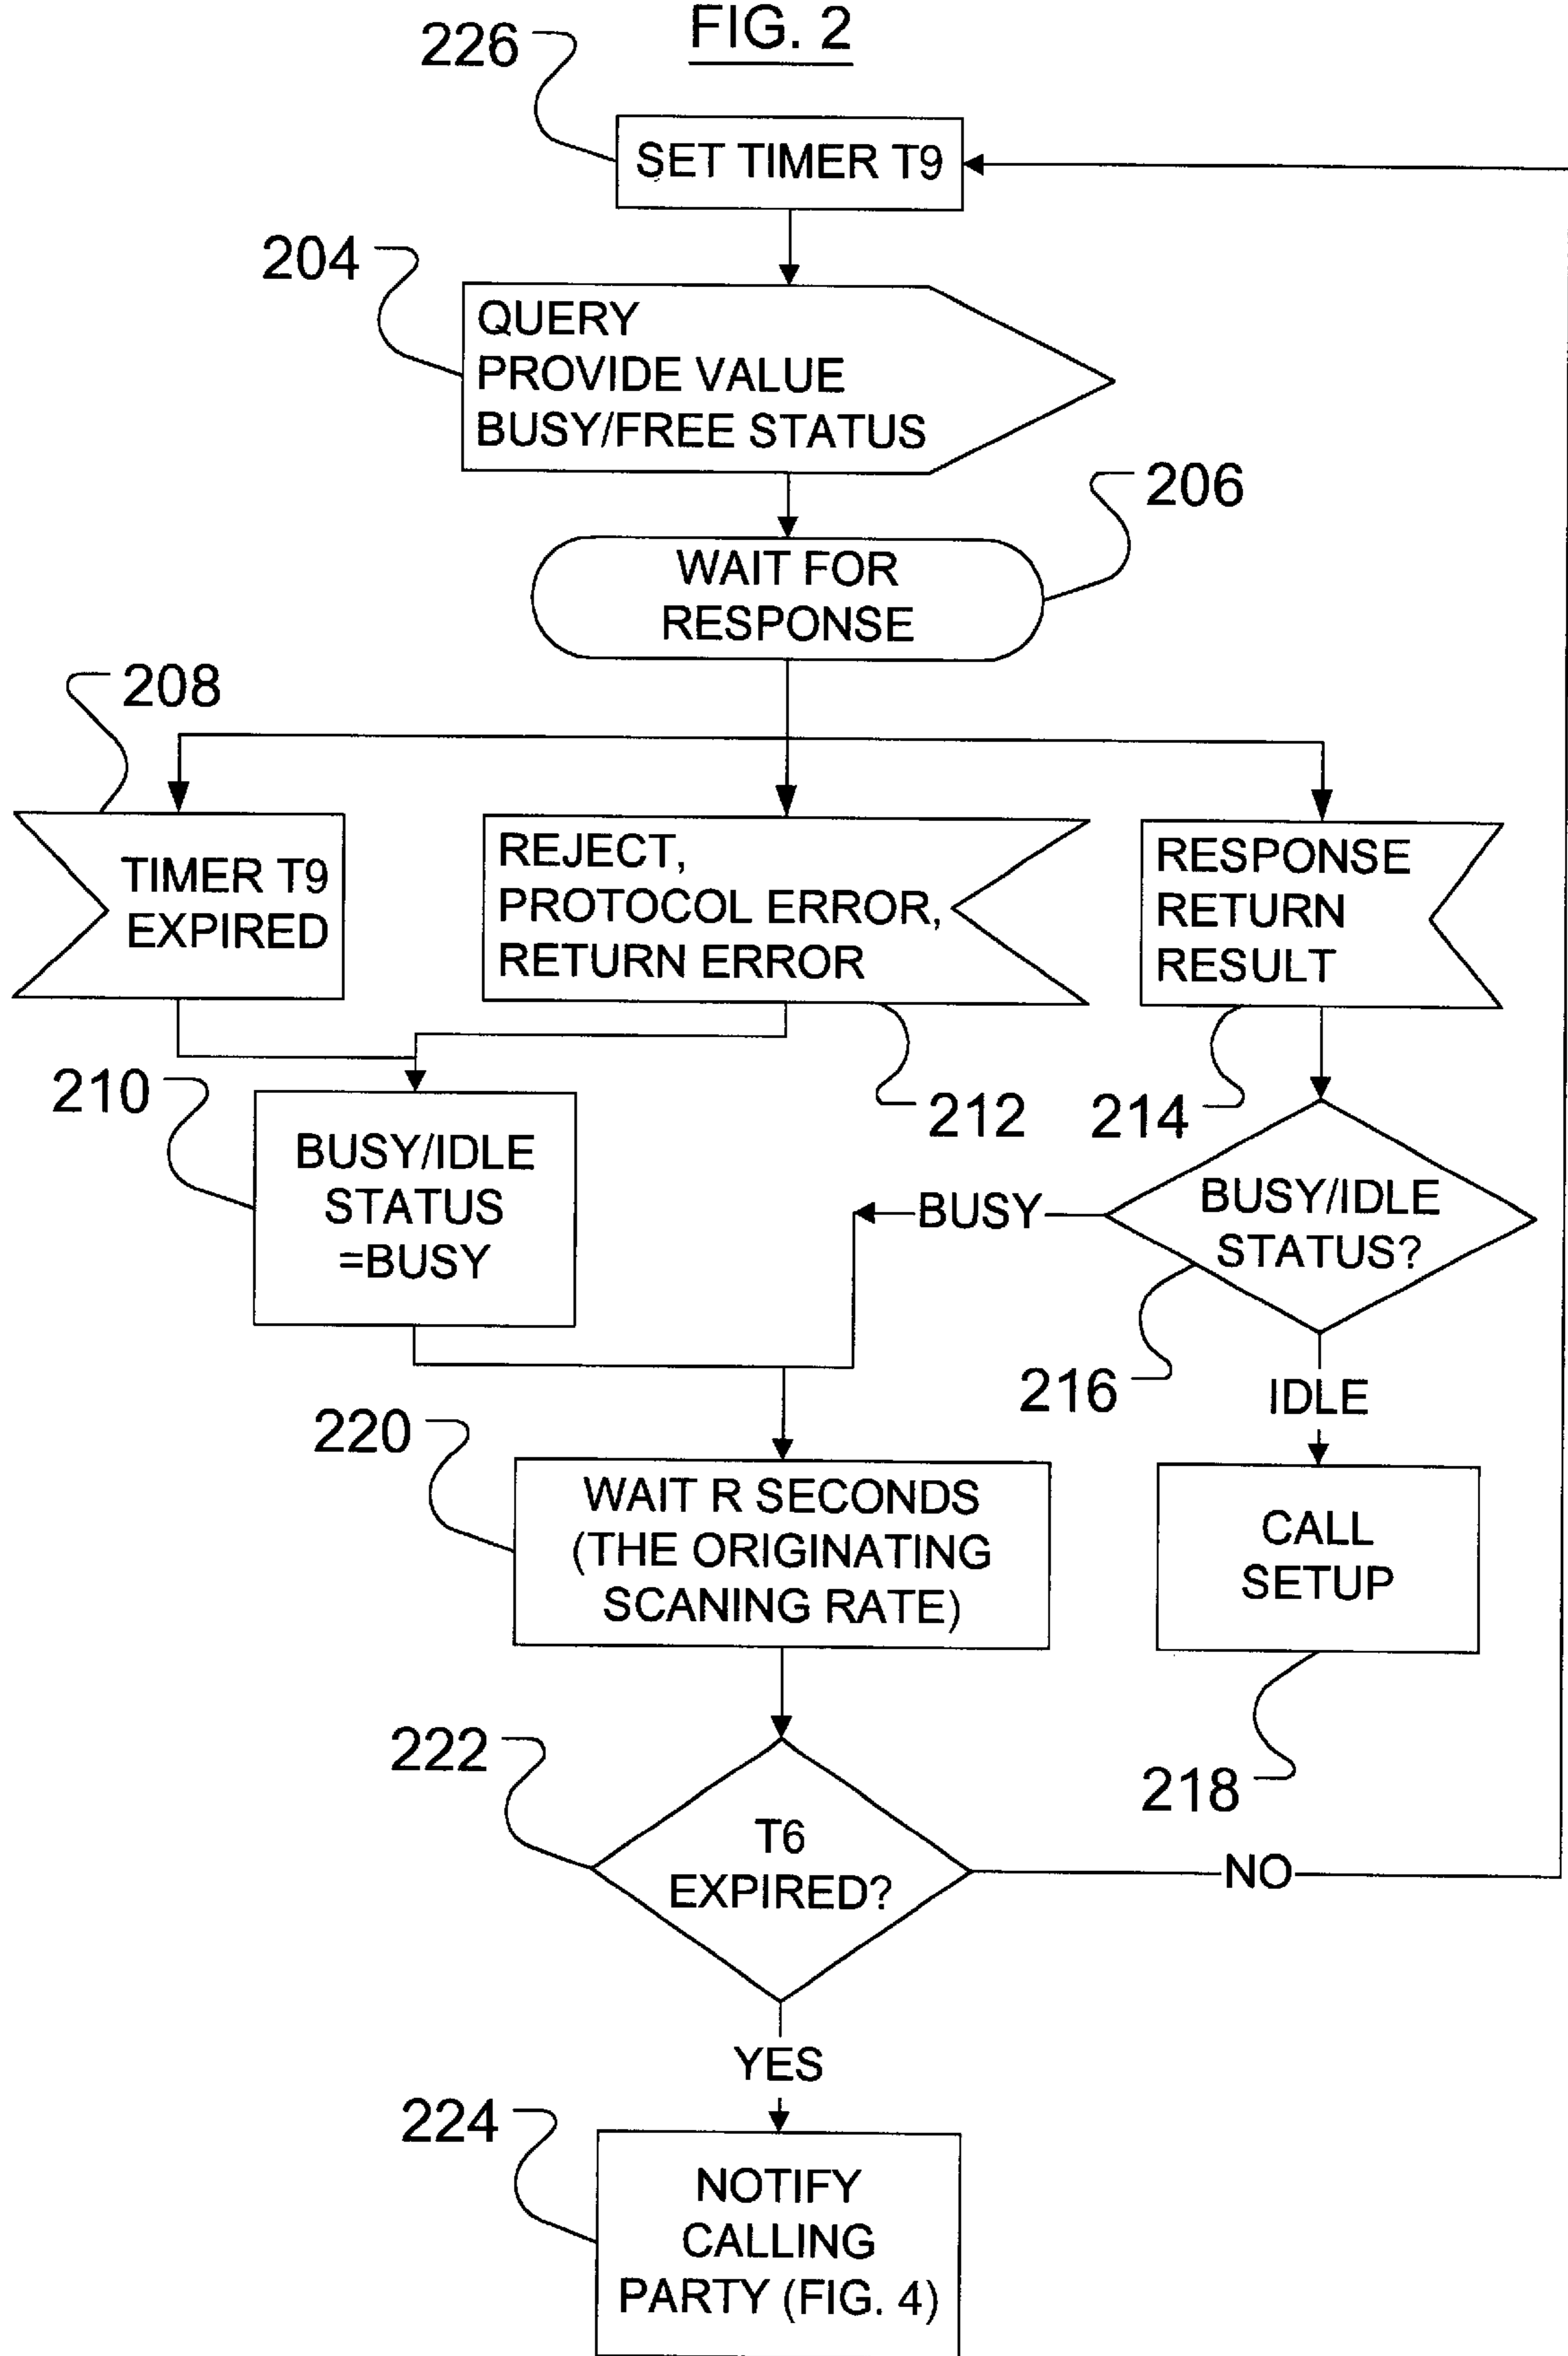 FIG. 2
226
SET TIMER T9
204
QUERY
PROVIDE VALUE
BUSY/FREE STATUS
206
WAIT FOR
RESPONSE
208
TIMER T9
EXPIRED
REJECT,
PROTOCOL ERROR,
RETURN ERROR
RESPONSE
RETURN
RESULT
210
212
214
BUSY/IDLE
STATUS
=BUSY
BUSY
BUSY/IDLE
STATUS?
216
IDLE
220
WAIT R SECONDS
(THE ORIGINATING
SCANING RATE)
CALL
SETUP
222
218
T6
EXPIRED?
NO
YES
224
NOTIFY
CALLING
PARTY (FIG. 4)